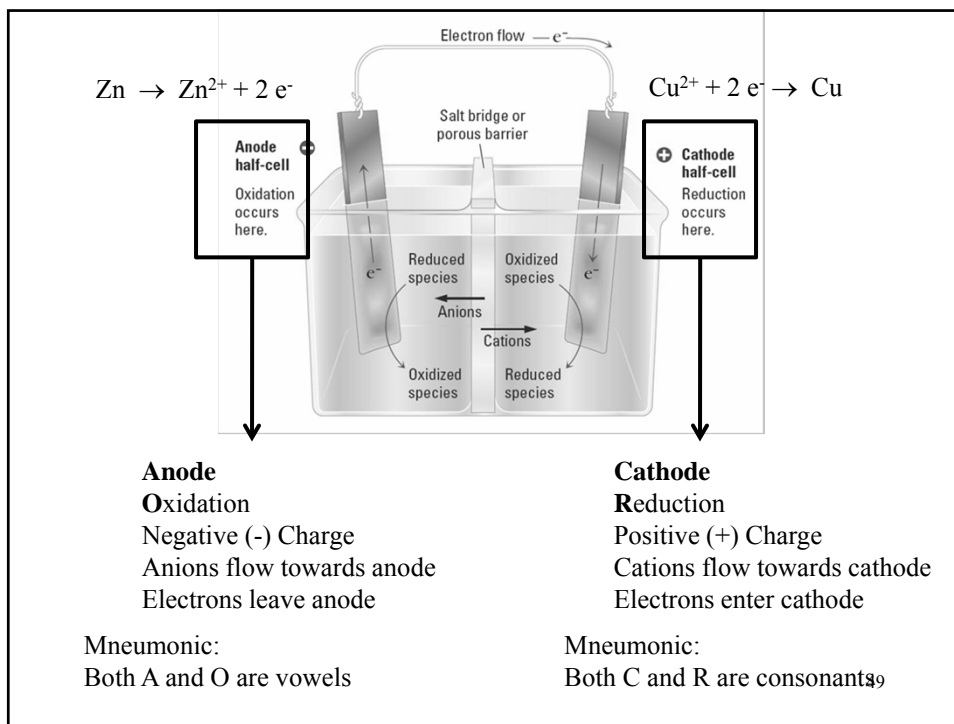 Electron flow — e⁻
Zn → Zn²⁺ + 2 e⁻
Cu²⁺ + 2 e⁻ → Cu
Salt bridge or
porous barrier
Anode
half-cell
Oxidation
occurs
here.
Cathode
half-cell
Reduction
occurs
here.
e⁻
Reduced
species
Oxidized
species
e⁻
Anions
Cations
Oxidized
species
Reduced
species
Anode
Oxidation
Negative (-) Charge
Anions flow towards anode
Electrons leave anode
Mneumonic:
Both A and O are vowels
Cathode
Reduction
Positive (+) Charge
Cations flow towards cathode
Electrons enter cathode
Mneumonic:
Both C and R are consonants
49